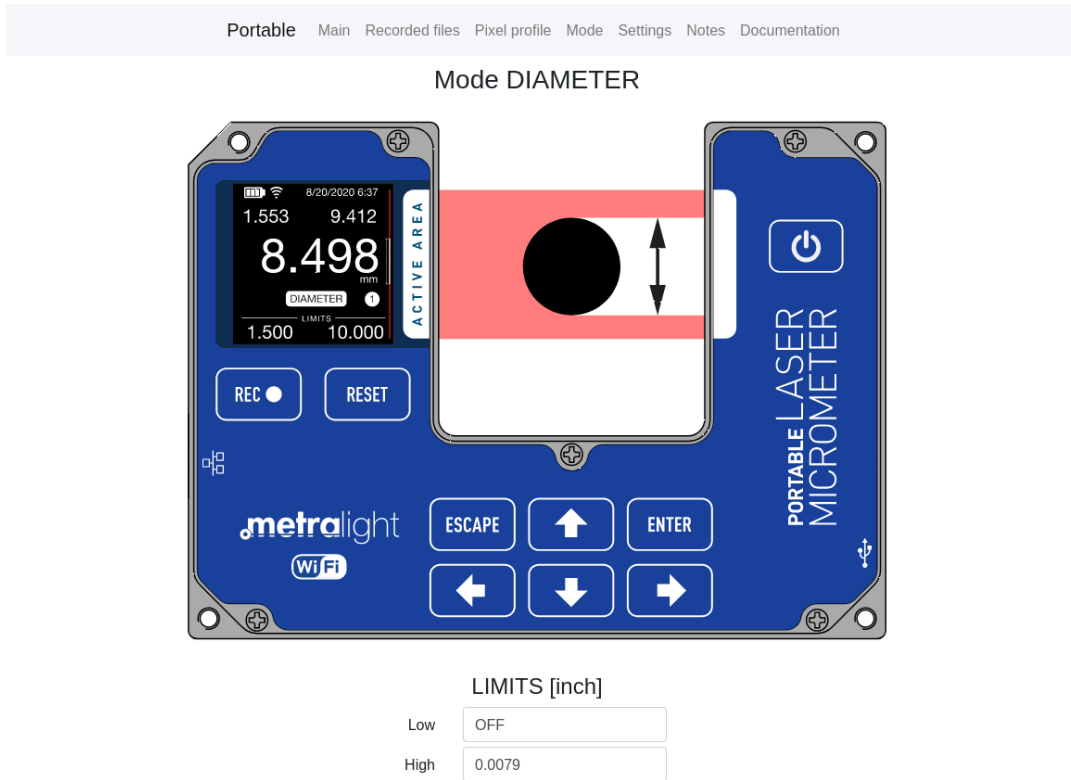 Portable Main Recorded files Pixel profile Mode Settings Notes Documentation
Mode DIAMETER
8/20/2020 6:37
1.553 9.412
8.498
mm
DIAMETER 1
LIMITS
1.500 10.000
ACTIVE AREA
REC RESET
PORTABLE LASER
MICROMETER
metralight
WiFi
ESCAPE ENTER
LIMITS [inch]
Low OFF
High 0.0079